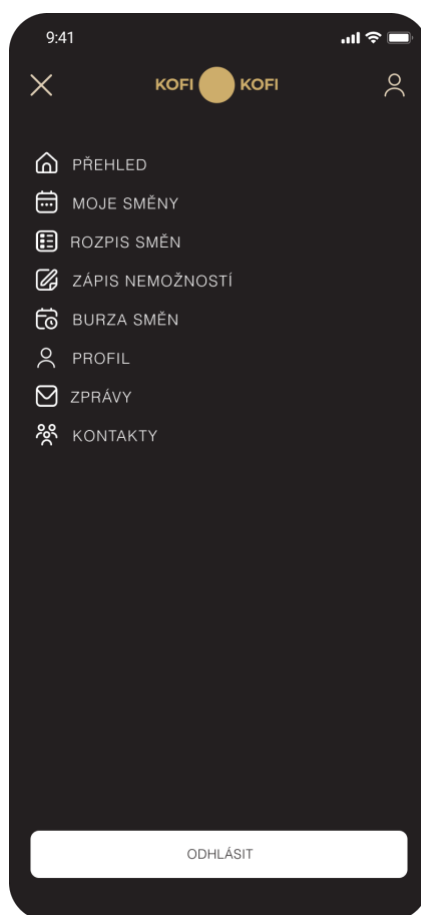 9:41
KOFI KOFI
PŘEHLED
MOJE SMĚNY
ROZPIS SMĚN
ZÁPIS NEMOŽNOSTÍ
BURZA SMĚN
PROFIL
ZPRÁVY
KONTAKTY
ODHLÁSIT